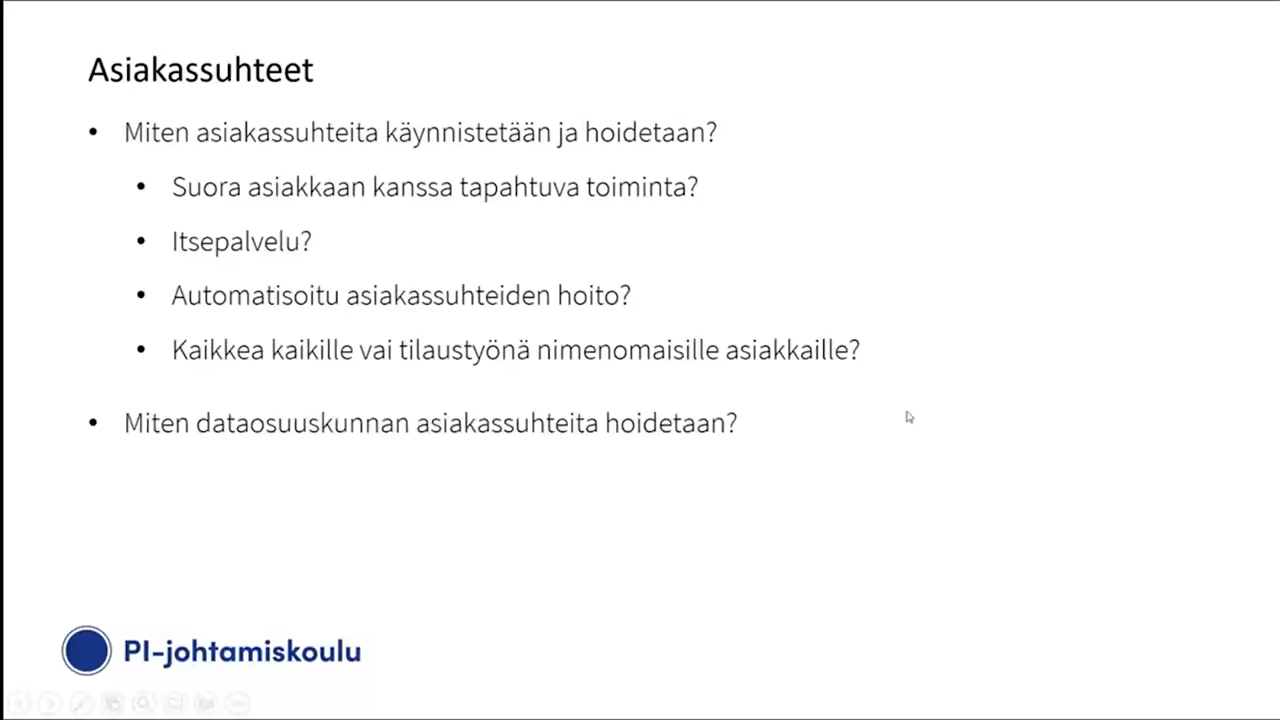 Asiakassuhteet
• Miten asiakassuhteita käynnistetään ja hoidetaan?
• Suora asiakkaan kanssa tapahtuva toiminta?
• Itsepalvelu?
• Automatisoitu asiakassuhteiden hoito?
• Kaikkea kaikille vai tilaustyönä nimenomaisille asiakkaille?
• Miten dataosuuskunnan asiakassuhteita hoidetaan?
PI-johtamiskoulu